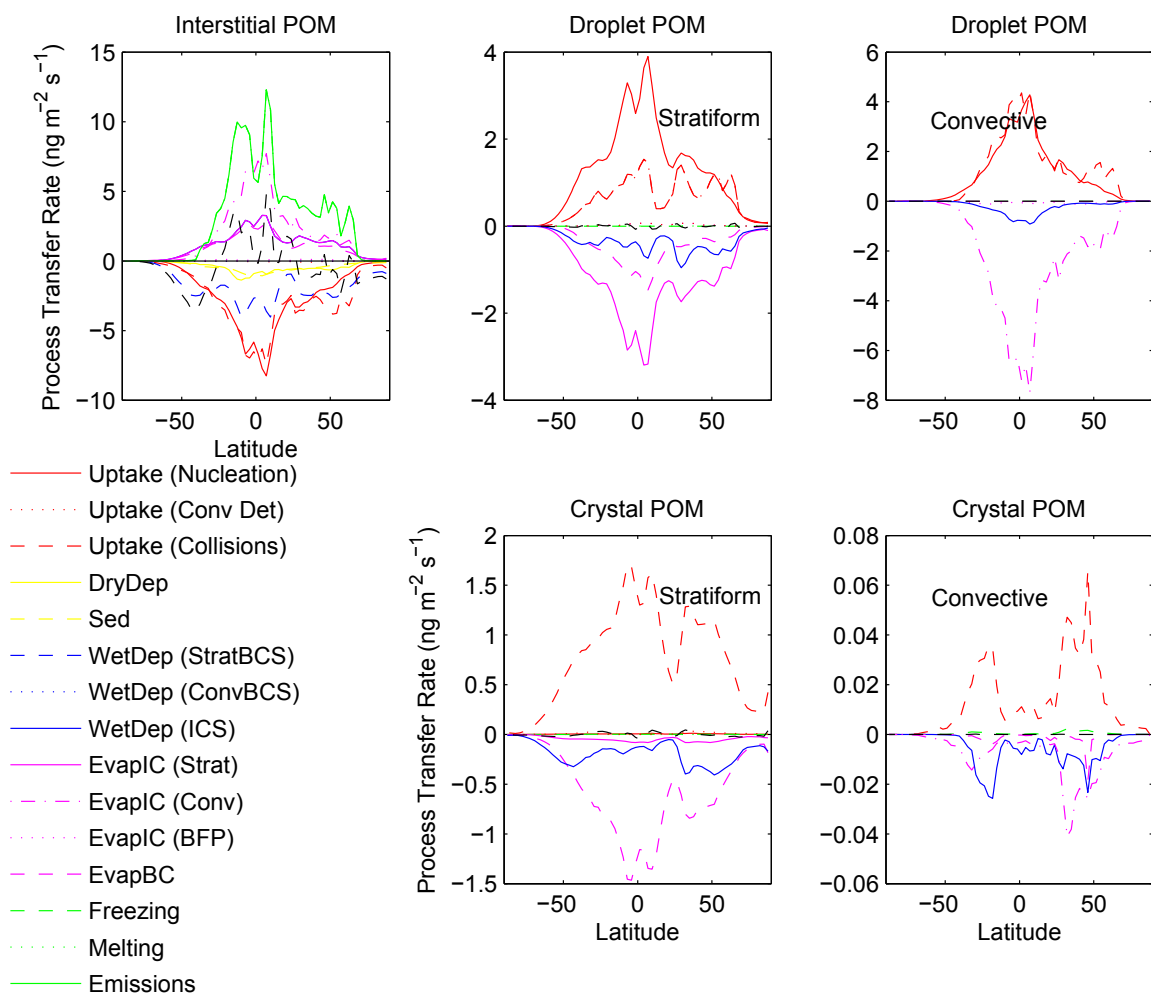 Interstitial POM
Droplet POM
Droplet POM
Process Transfer Rate (ng m−2 s−1)
15
10
5
0
−5
−10
−50
0
50
Latitude
4
2
0
−2
−4
Stratiform
−50
0
50
6
4
2
0
−2
−4
−6
−8
Convective
−50
0
50
Uptake (Nucleation)
Uptake (Conv Det)
Uptake (Collisions)
DryDep
Sed
WetDep (StratBCS)
WetDep (ConvBCS)
WetDep (ICS)
EvapIC (Strat)
EvapIC (Conv)
EvapIC (BFP)
EvapBC
Freezing
Melting
Emissions
Crystal POM
Crystal POM
Process Transfer Rate (ng m−2 s−1)
2
1.5
1
0.5
0
−0.5
−1
−1.5
Stratiform
−50
0
50
Latitude
0.08
0.06
0.04
0.02
0
−0.02
−0.04
−0.06
Convective
−50
0
50
Latitude